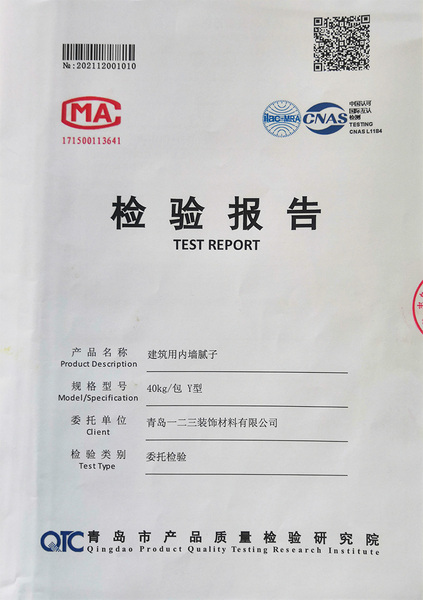 №:202112001010
MA
171500113641
ilac-MRA
CNAS
中国认可
国际互认
检测
TESTING
CNAS L1184
检验报告
TEST REPORT
产品名称 建筑用内墙腻子
Product Description
规格型号 40kg/包 Y型
Model/Specification
委托单位 青岛一二三装饰材料有限公司
Client
检验类别 委托检验
Test Type
QTC 青岛市产品质量检验研究院
Qingdao Product Quality Testing Research Institute